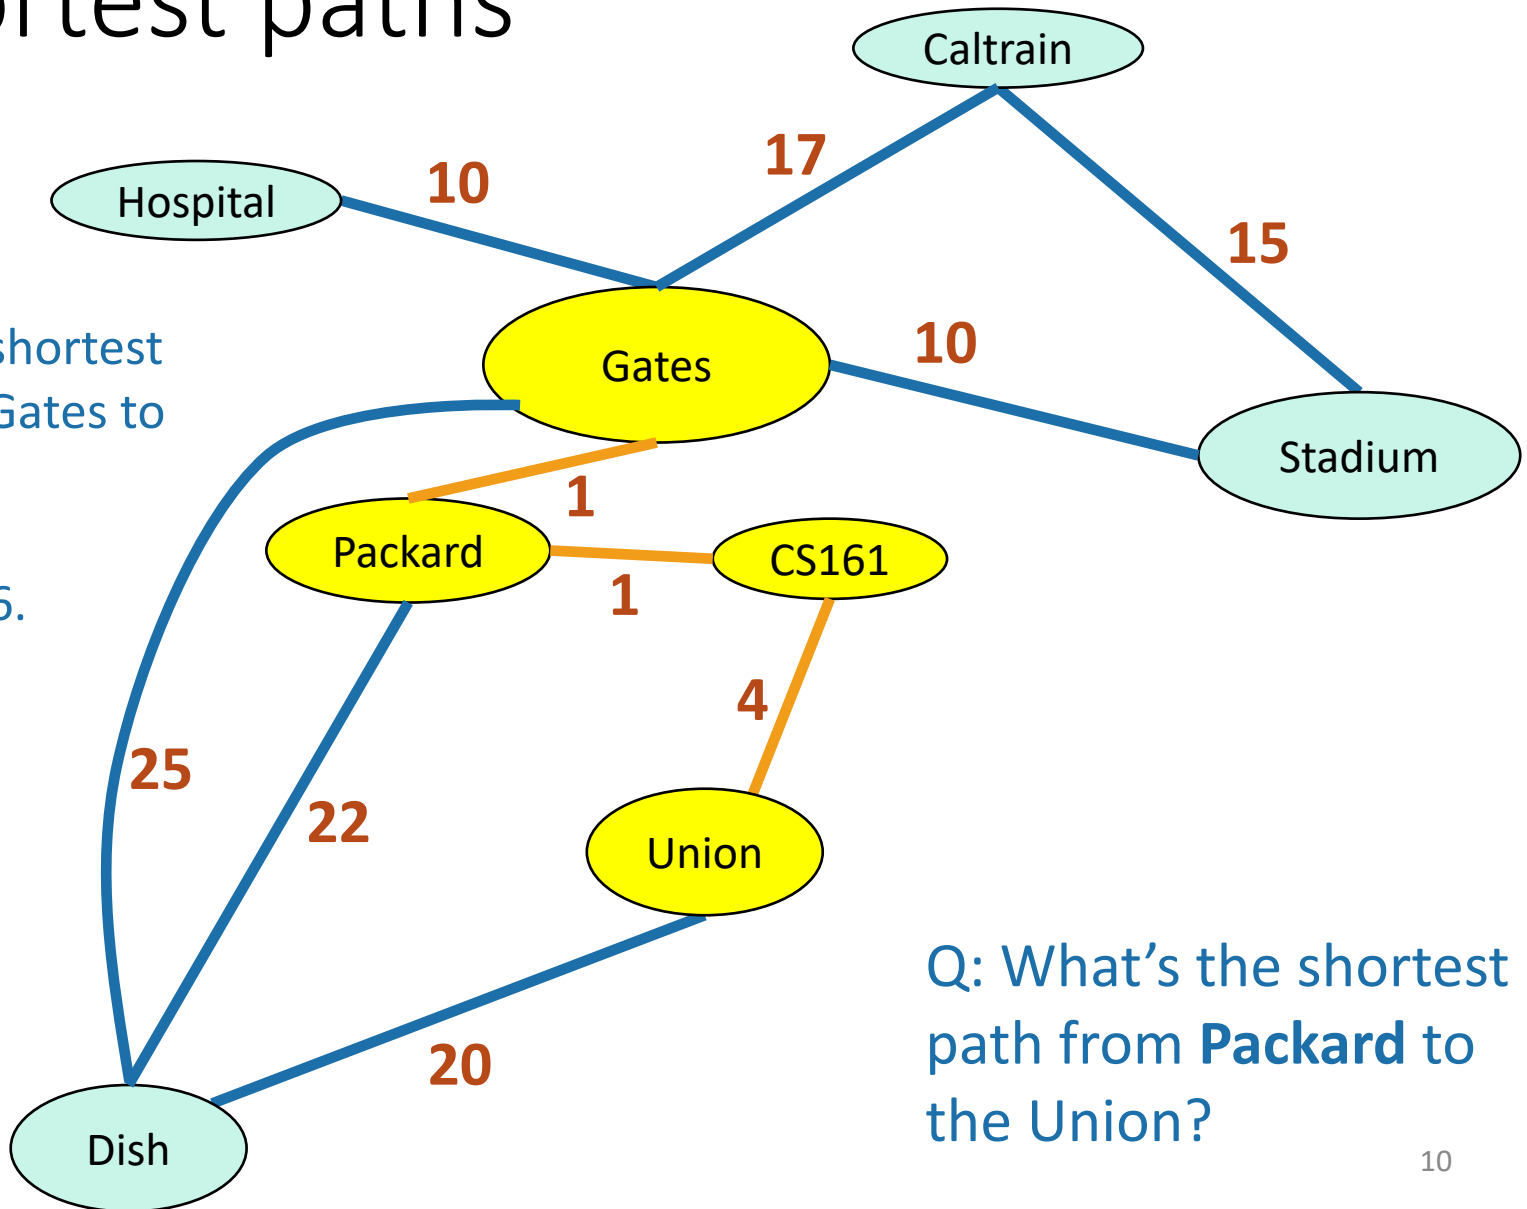 paths
Caltrain
17
10
Hospital
15
shortest
10
Gates
Gates to
Stadium
1
Packard
CS161
1
4
25
22
Union
Q: What’s the shortest
path from Packard to
the Union?
20
Dish
10